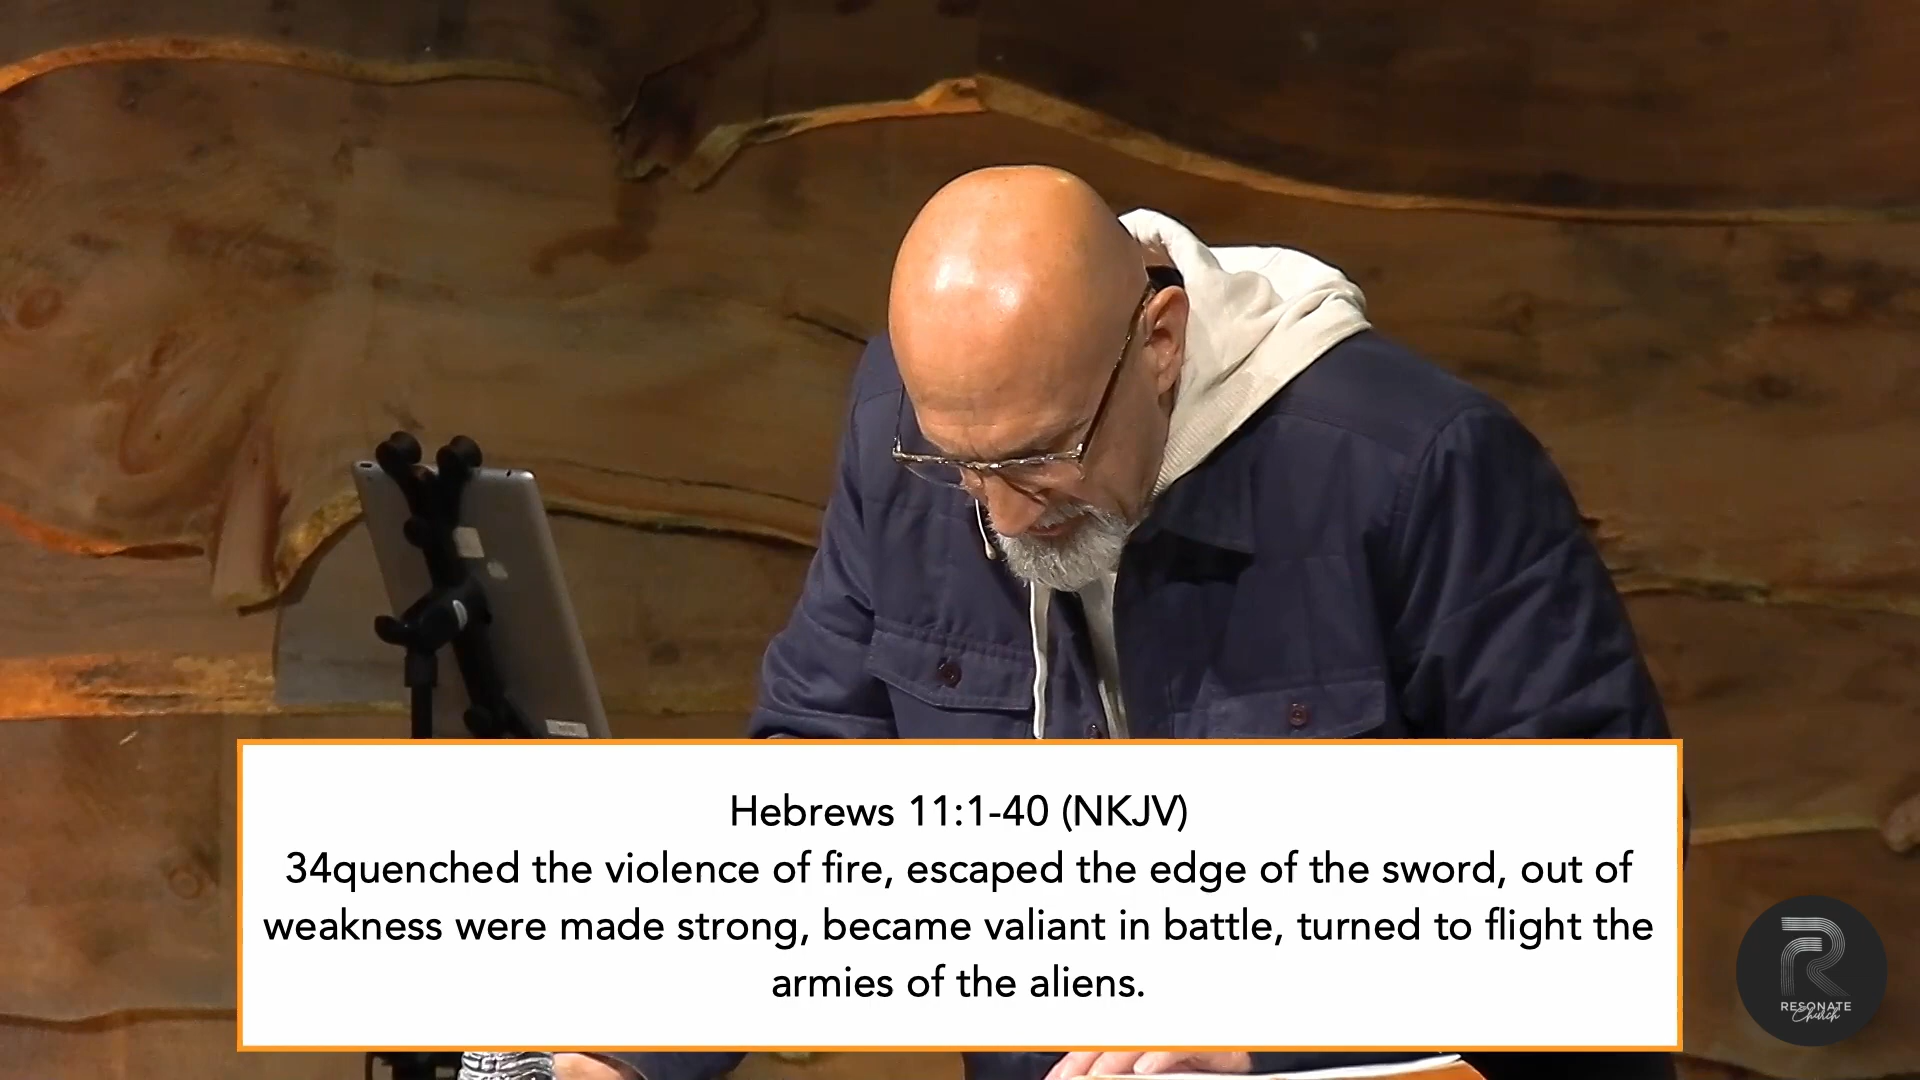 Hebrews 11:1-40 (NKJV)
34quenched the violence of fire, escaped the edge of the sword, out of
weakness were made strong, became valiant in battle, turned to flight the
armies of the aliens.
R
RESONATE
Church